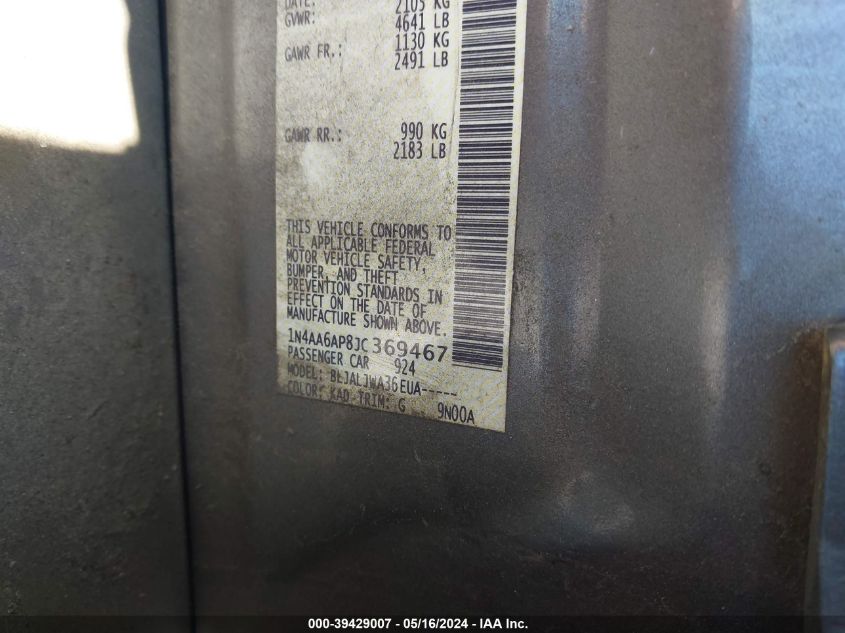 DATE: 2105 KG
GVWR: 4641 LB
GAWR FR.: 1130 KG
2491 LB
GAWR RR.: 990 KG
2183 LB
THIS VEHICLE CONFORMS TO
ALL APPLICABLE FEDERAL
MOTOR VEHICLE SAFETY,
BUMPER, AND THEFT
PREVENTION STANDARDS IN
EFFECT ON THE DATE OF
MANUFACTURE SHOWN ABOVE.
1N4AA6AP8JC369467
PASSENGER CAR 924
MODEL: BLJALJWA36EUA-----
COLOR: KAD TRIM: G 9N00A
000-39429007 - 05/16/2024 - IAA Inc.